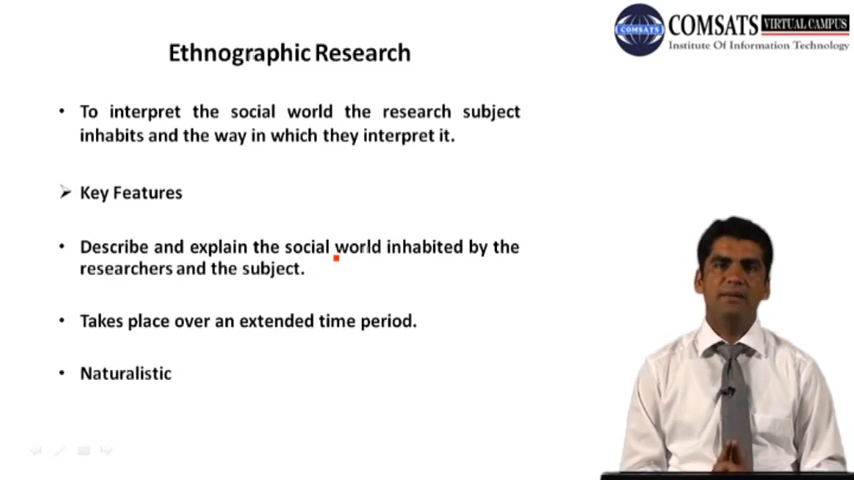 COMSATS
COMSATS VIRTUAL CAMPUS
Institute Of Information Technology
Ethnographic Research
• To interpret the social world the research subject
inhabits and the way in which they interpret it.
➢ Key Features
• Describe and explain the social world inhabited by the
researchers and the subject.
• Takes place over an extended time period.
• Naturalistic